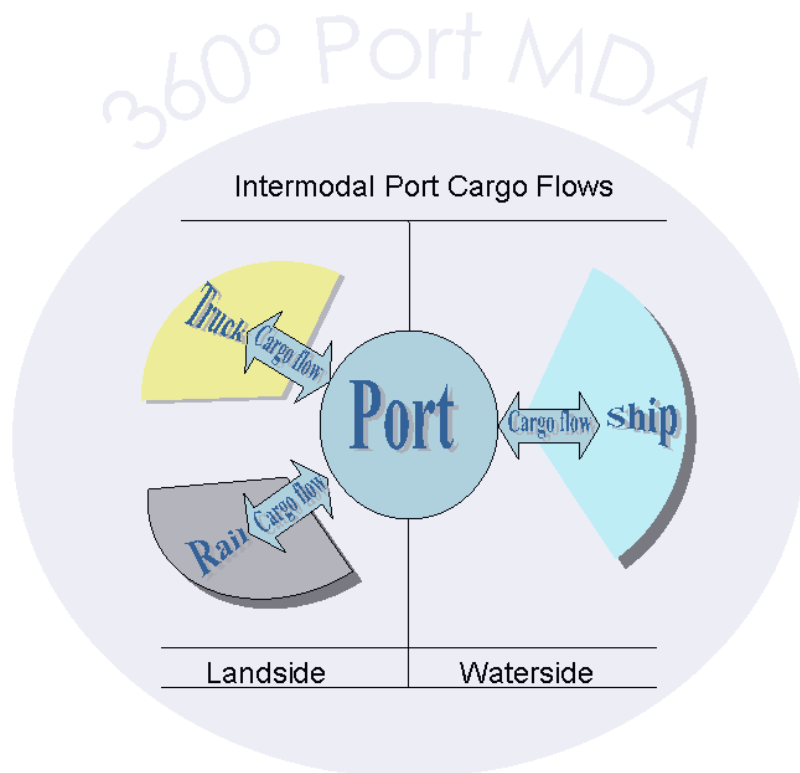 360° Port MDA
Intermodal Port Cargo Flows
Truck
Cargo flow
Port
Cargo flow
Ship
Cargo flow
Rail
Landside
Waterside